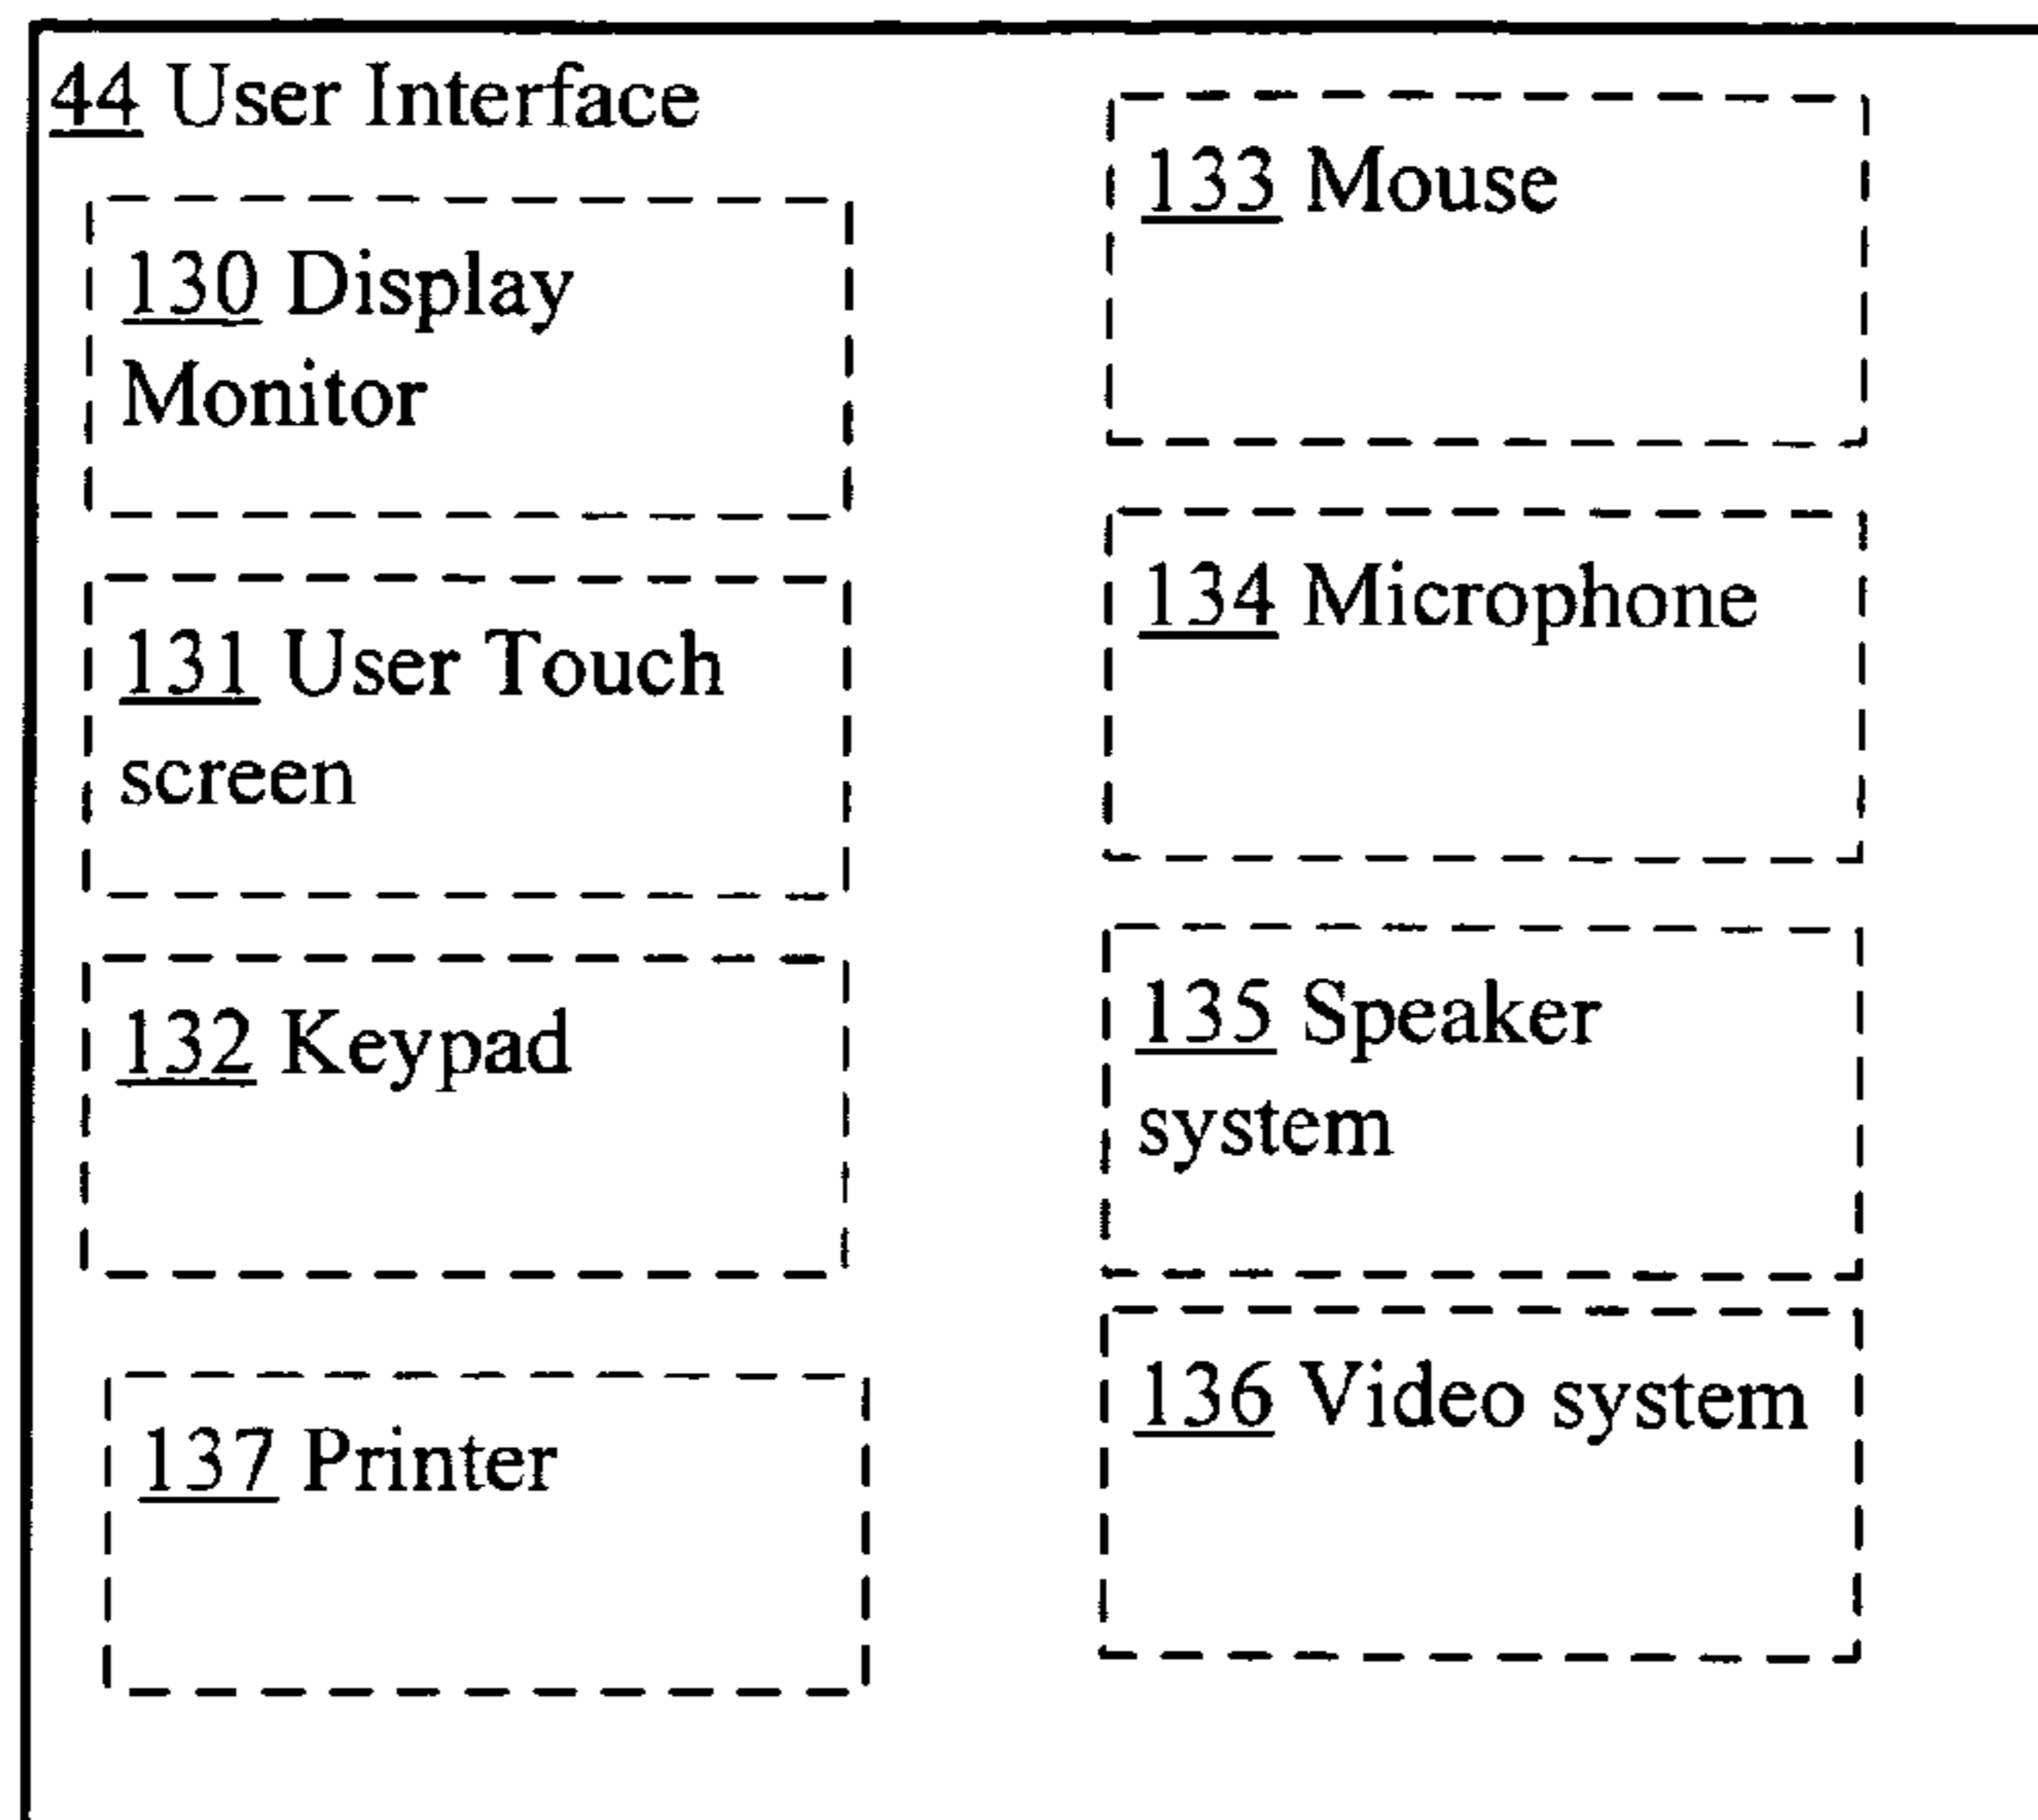 44 User Interface
130 Display
Monitor
131 User Touch
screen
132 Keypad
137 Printer
133 Mouse
134 Microphone
135 Speaker
system
136 Video system